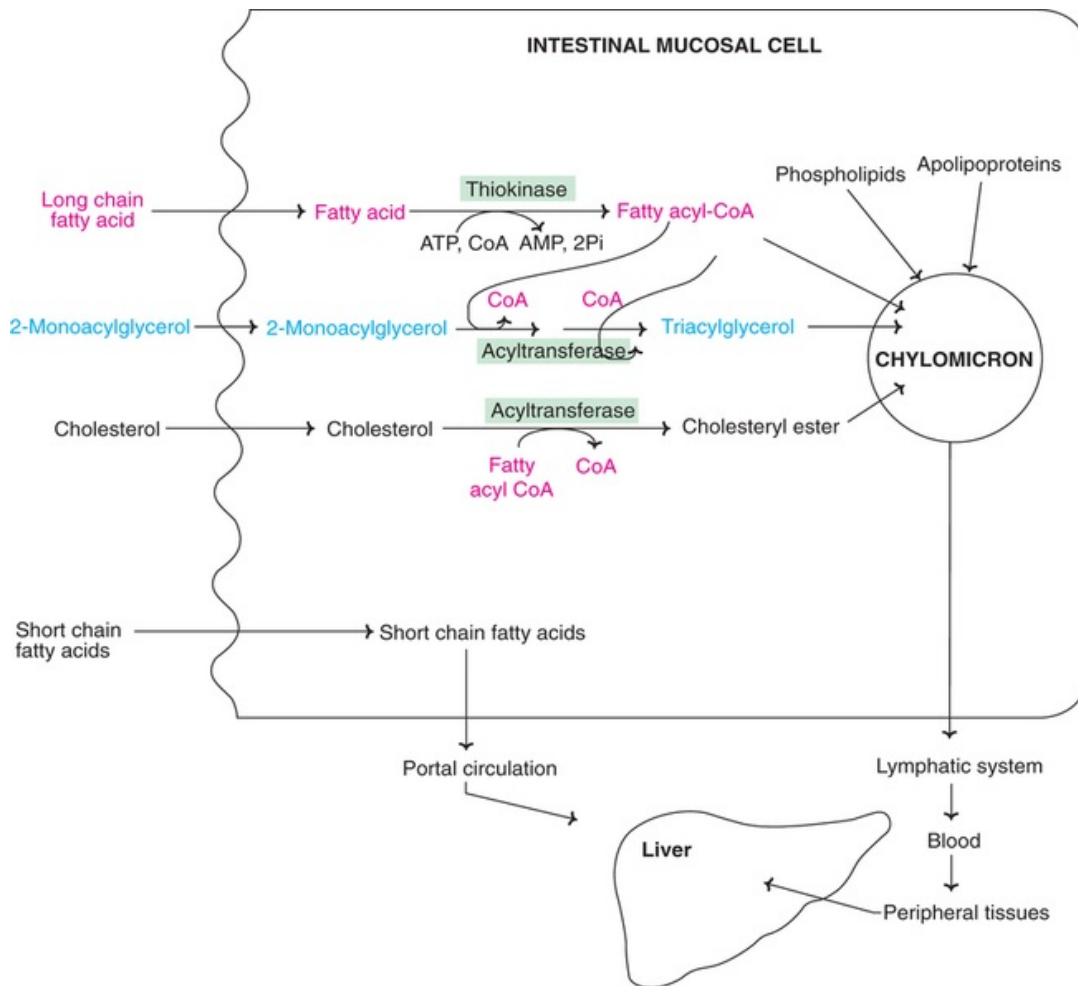 INTESTINAL MUCOSAL CELL
Phospholipids
Apolipoproteins
Long chain
fatty acid
Fatty acid
Thiokinase
Fatty acyl-CoA
ATP, CoA AMP, 2Pi
2-Monoacylglycerol
2-Monoacylglycerol
CoA
CoA
Acyltransferase
Triacylglycerol
CHYLOMICRON
Cholesterol
Cholesterol
Acyltransferase
Cholesteryl ester
Fatty
acyl CoA
CoA
Short chain
fatty acids
Short chain fatty acids
Portal circulation
Lymphatic system
Liver
Blood
Peripheral tissues